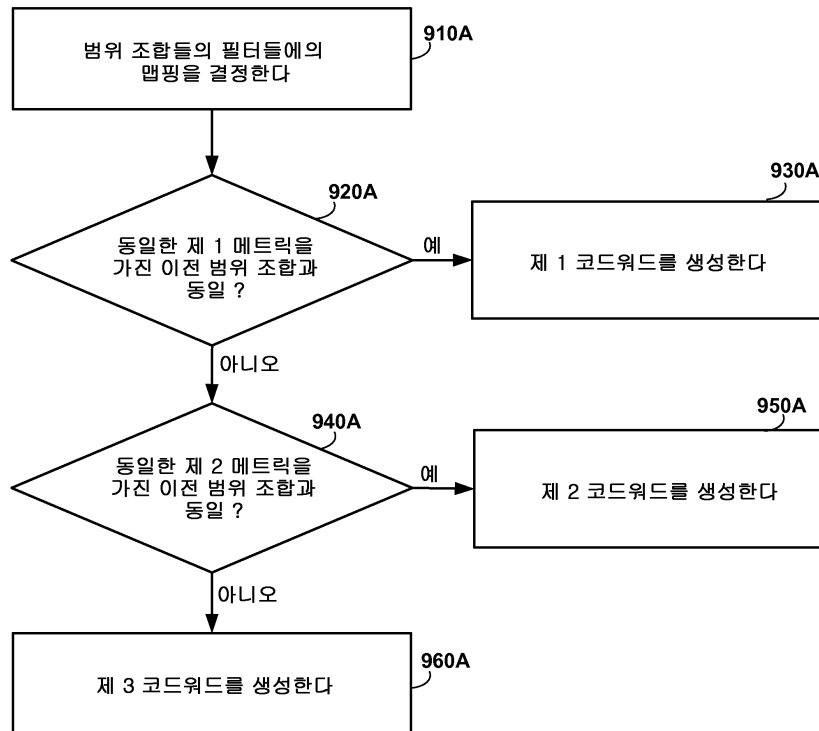 범위 조합들의 필터들에의
맵핑을 결정한다
910A
920A
동일한 제 1 메트릭을
가진 이전 범위 조합과
동일 ?
예
930A
제 1 코드워드를 생성한다
아니오
940A
동일한 제 2 메트릭을
가진 이전 범위 조합과
동일 ?
예
950A
제 2 코드워드를 생성한다
아니오
960A
제 3 코드워드를 생성한다